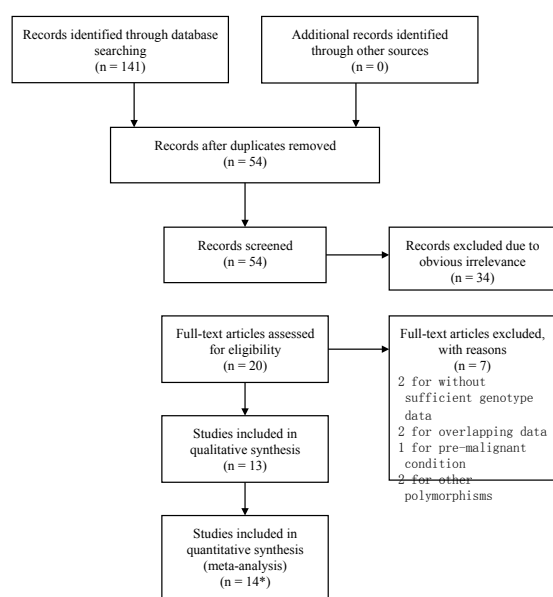 Records identified through database
searching
(n = 141)
Additional records identified
through other sources
(n = 0)
Records after duplicates removed
(n = 54)
Records screened
(n = 54)
Records excluded due to
obvious irrelevance
(n = 34)
Full-text articles assessed
for eligibility
(n = 20)
Full-text articles excluded,
with reasons
(n = 7)
2 for without
sufficient genotype
data
2 for overlapping data
1 for pre-malignant
condition
2 for other
polymorphisms
Studies included in
qualitative synthesis
(n = 13)
Studies included in
quantitative synthesis
(meta-analysis)
(n = 14*)